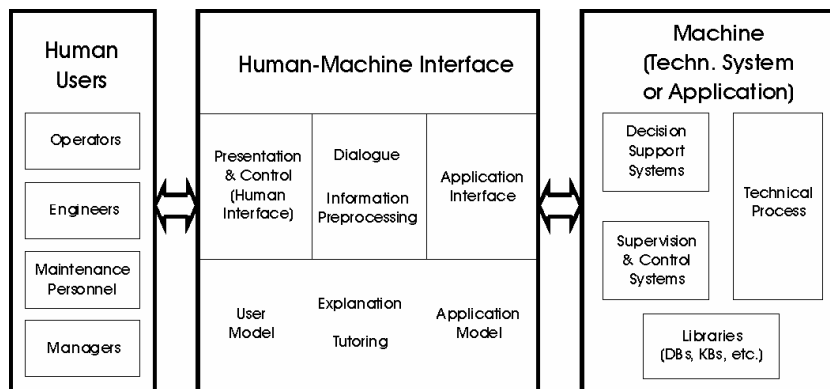 Human
Users
Operators
Engineers
Maintenance
Personnel
Managers
Human-Machine Interface
Presentation
& Control
(Human
Interface)
Dialogue
Information
Preprocessing
Application
Interface
User
Model
Explanation
Tutoring
Application
Model
Machine
(Techn. System
or Application)
Decision
Support
Systems
Supervision
& Control
Systems
Technical
Process
Libraries
(DBs, KBs, etc.)